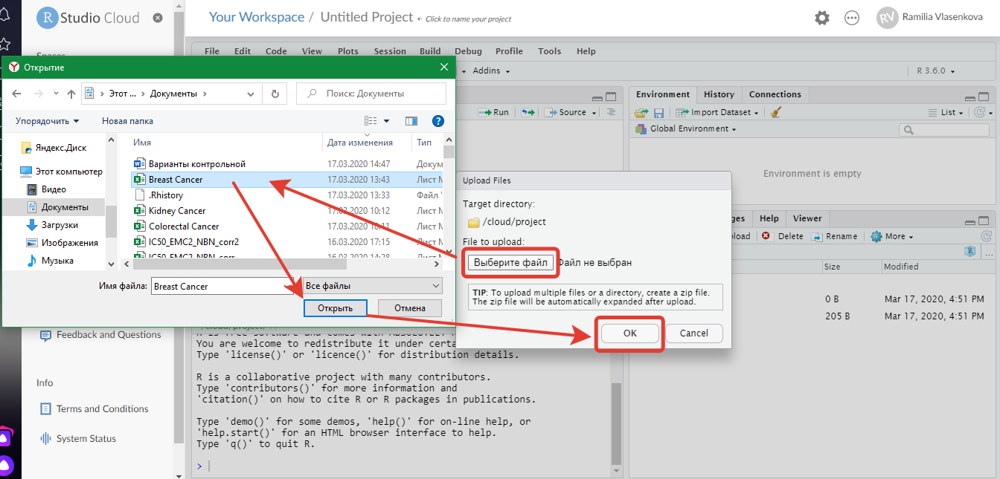 R Studio Cloud
Your Workspace / Untitled Project ← Click to name your project
RV Ramilia Vlasenkova
Spaces
File Edit Code View Plots Session Build Debug Profile Tools Help
Addins
R 3.6.0
Открытие
Этот ... › Документы ›
Поиск: Документы
Упорядочить
Новая папка
Яндекс.Диск
Этот компьютер
Видео
Документы
Загрузки
Изображения
Музыка
Имя Дата изменения Тип
Варианты контрольной 17.03.2020 14:47 Докум
Breast Cancer 17.03.2020 13:43 Лист M
.Rhistory 17.03.2020 13:33 Файл "
Kidney Cancer 17.03.2020 10:12 Лист M
Colorectal Cancer 17.03.2020 10:11 Лист M
IC50_EMC2_NBN_corr2 16.03.2020 17:15 Лист M
IC50_EMC2_NBN_corr 16.03.2020 14:28 Лист M
Имя файла: Breast Cancer
Все файлы
Открыть
Отмена
Run
Source
Environment History Connections
Import Dataset
List
Global Environment
Environment is empty
Upload Files
Target directory:
/cloud/project
File to upload:
Выберите файл Файл не выбран
TIP: To upload multiple files or a directory, create a zip file.
The zip file will be automatically expanded after upload.
OK
Cancel
ges Help Viewer
load Delete Rename More
R ...
Size Modified
0 B Mar 17, 2020, 4:51 PM
205 B Mar 17, 2020, 4:51 PM
Feedback and Questions
Info
Terms and Conditions
System Status
/cloud/project/
R is free software and comes with ABSOLUTELY
You are welcome to redistribute it under certa
Type 'license()' or 'licence()' for distribution details.
R is a collaborative project with many contributors.
Type 'contributors()' for more information and
'citation()' on how to cite R or R packages in publications.
Type 'demo()' for some demos, 'help()' for on-line help, or
'help.start()' for an HTML browser interface to help.
Type 'q()' to quit R.
>